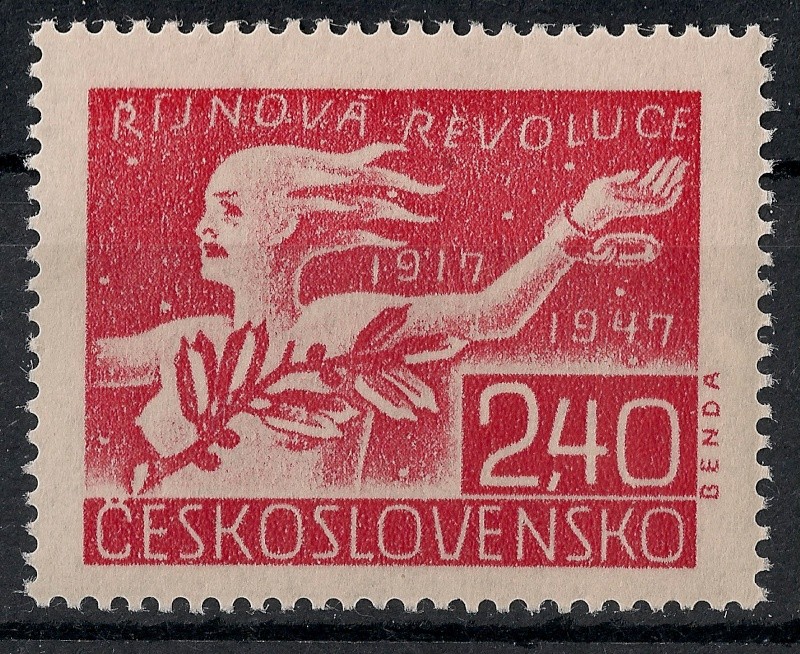 ŘÍJNOVÁ REVOLUCE
1917
1947
2,40
BENDA
ČESKOSLOVENSKO